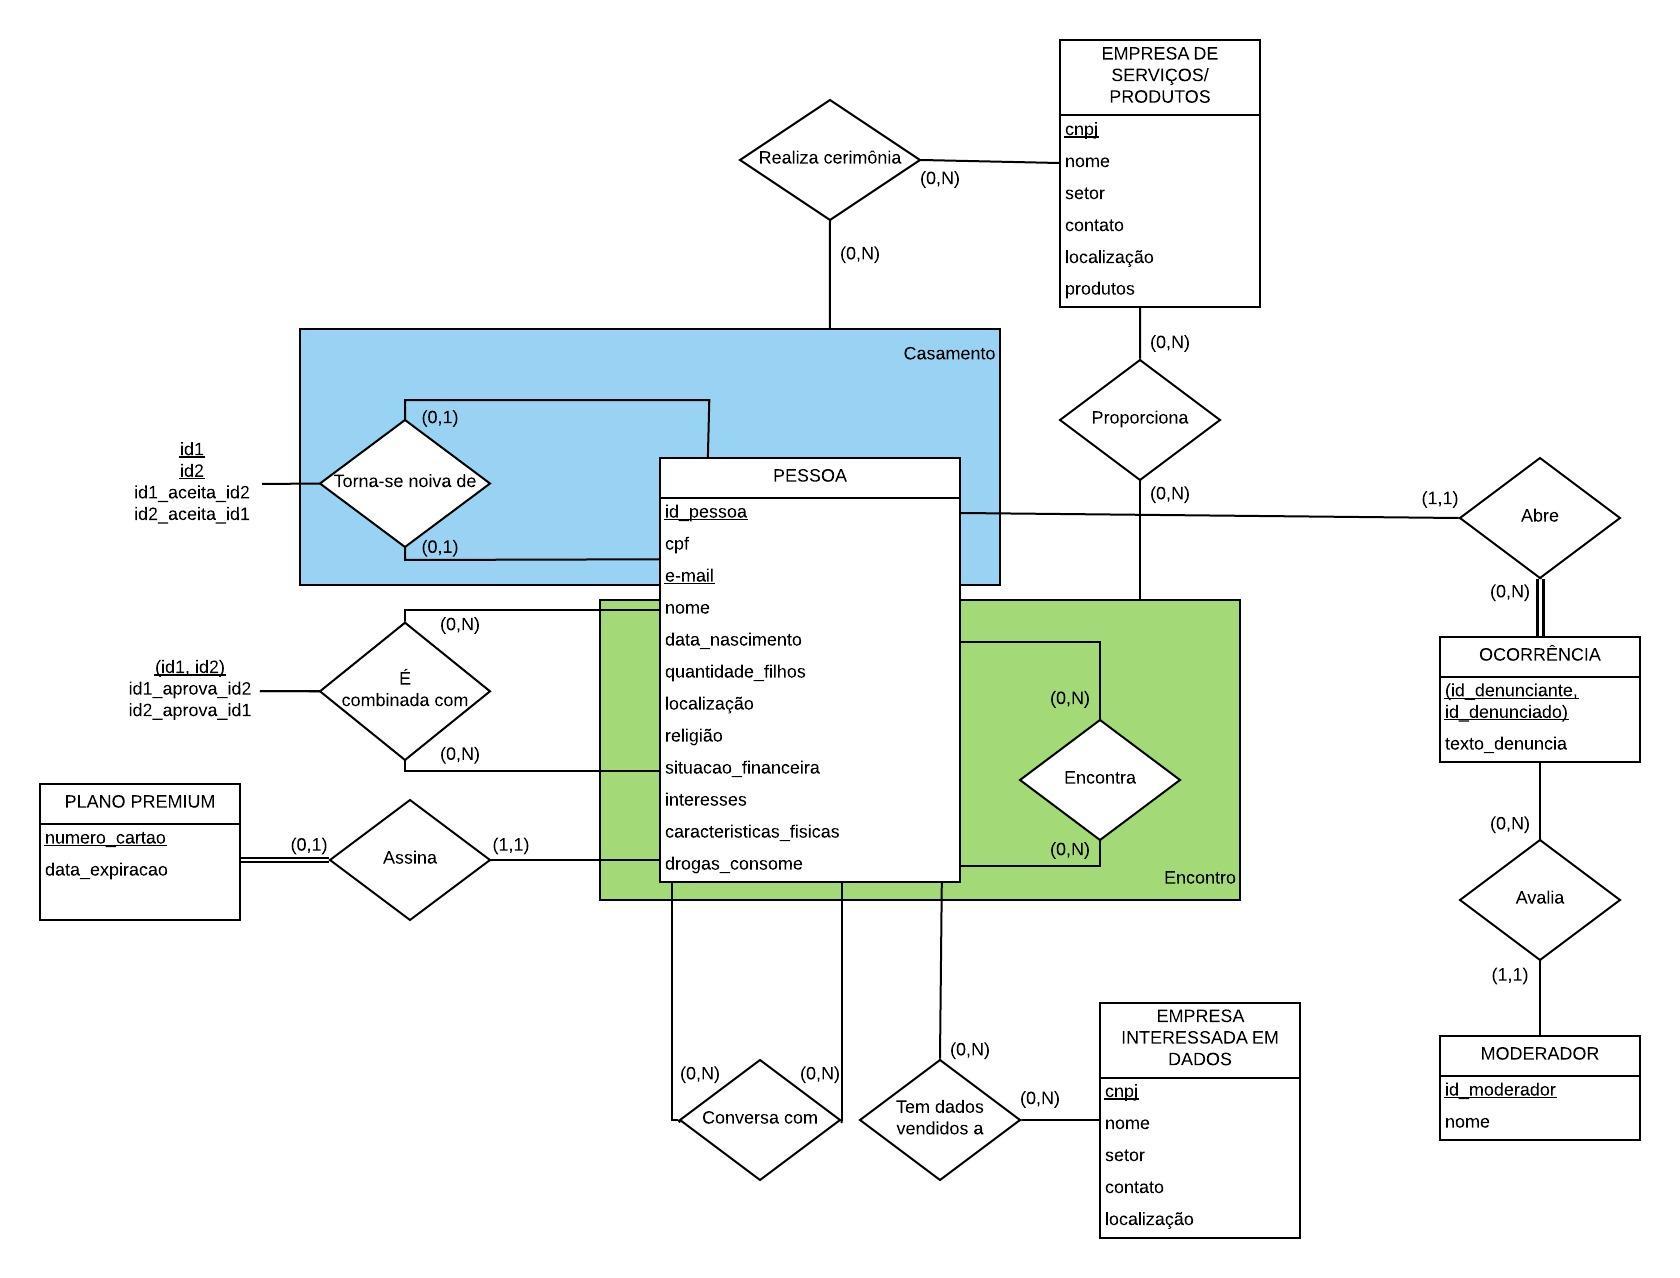 EMPRESA DE
SERVIÇOS/
PRODUTOS
cnpj
nome
setor
contato
localização
produtos
Realiza cerimônia
(0,N)
(0,N)
(0,N)
Casamento
Proporciona
(0,N)
(0,1)
Torna-se noiva de
(0,1)
id1
id2
id1_aceita_id2
id2_aceita_id1
PESSOA
id_pessoa
cpf
e-mail
nome
data_nascimento
quantidade_filhos
localização
religião
situacao_financeira
interesses
caracteristicas_fisicas
drogas_consome
(1,1)
Abre
(0,N)
OCORRÊNCIA
(id_denunciante,
id_denunciado)
texto_denuncia
(0,N)
É
combinada com
(0,N)
(id1, id2)
id1_aprova_id2
id2_aprova_id1
(0,N)
Encontra
(0,N)
Encontro
PLANO PREMIUM
numero_cartao
data_expiracao
(0,1)
Assina
(1,1)
(0,N)
Avalia
(1,1)
MODERADOR
id_moderador
nome
(0,N)
(0,N)
Conversa com
(0,N)
Tem dados
vendidos a
(0,N)
EMPRESA
INTERESSADA EM
DADOS
cnpj
nome
setor
contato
localização